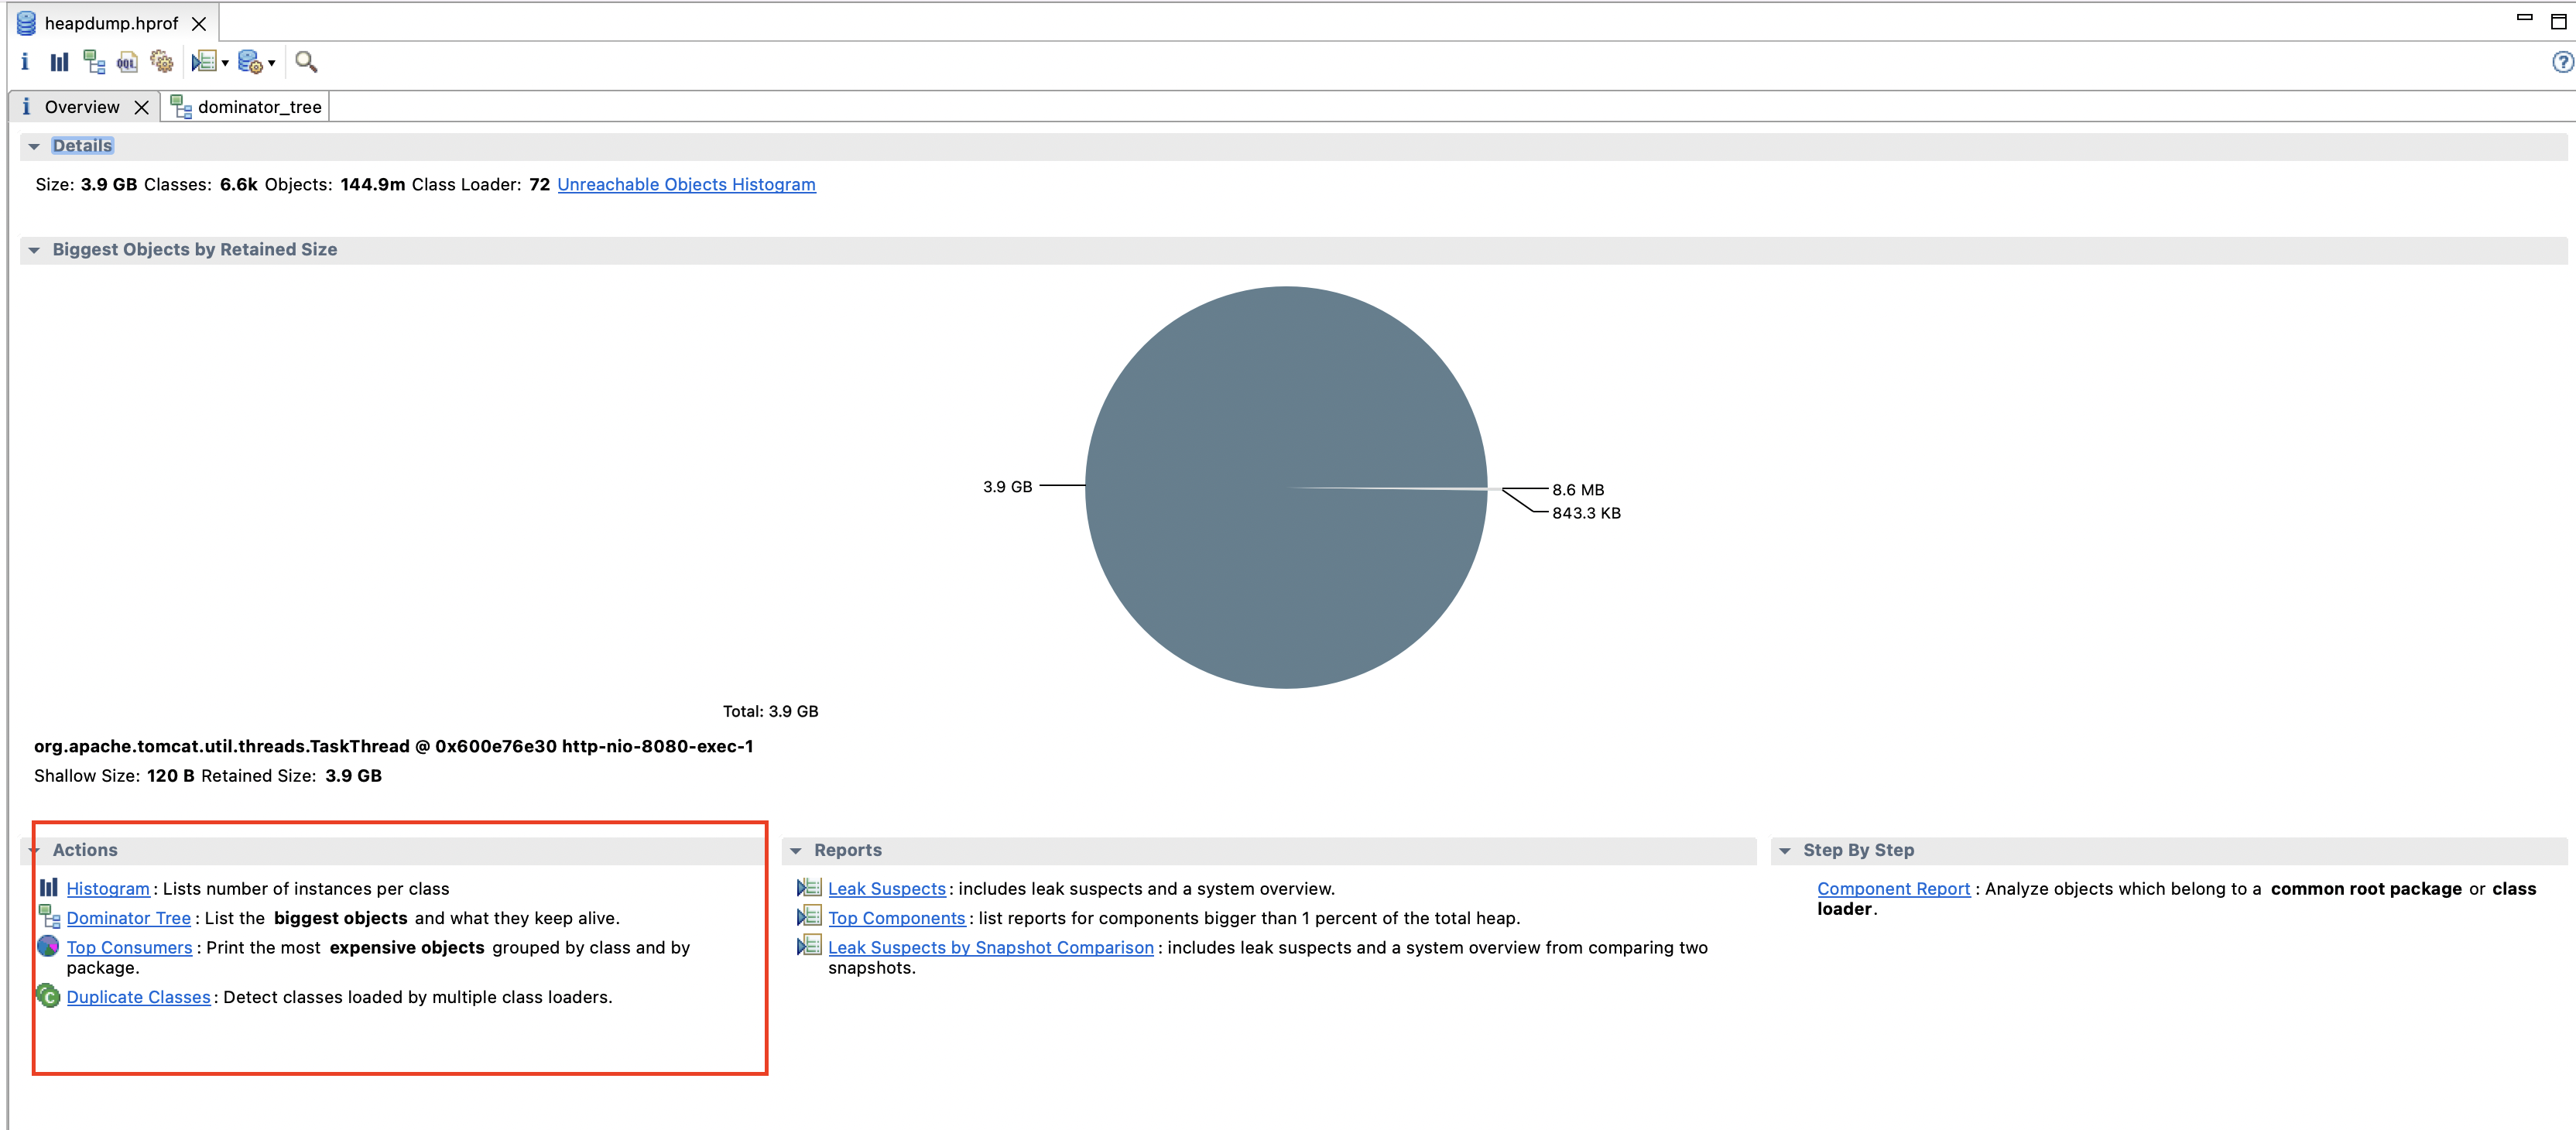 heapdump.hprof
OQL
Overview
dominator_tree
Details
Size: 3.9 GB Classes: 6.6k Objects: 144.9m Class Loader: 72 Unreachable Objects Histogram
Biggest Objects by Retained Size
3.9 GB
8.6 MB
843.3 KB
Total: 3.9 GB
org.apache.tomcat.util.threads.TaskThread @ 0x600e76e30 http-nio-8080-exec-1
Shallow Size: 120 B Retained Size: 3.9 GB
Actions
Histogram: Lists number of instances per class
Dominator Tree: List the biggest objects and what they keep alive.
Top Consumers: Print the most expensive objects grouped by class and by
package.
Duplicate Classes: Detect classes loaded by multiple class loaders.
Reports
Leak Suspects: includes leak suspects and a system overview.
Top Components: list reports for components bigger than 1 percent of the total heap.
Leak Suspects by Snapshot Comparison: includes leak suspects and a system overview from comparing two
snapshots.
Step By Step
Component Report: Analyze objects which belong to a common root package or class
loader.